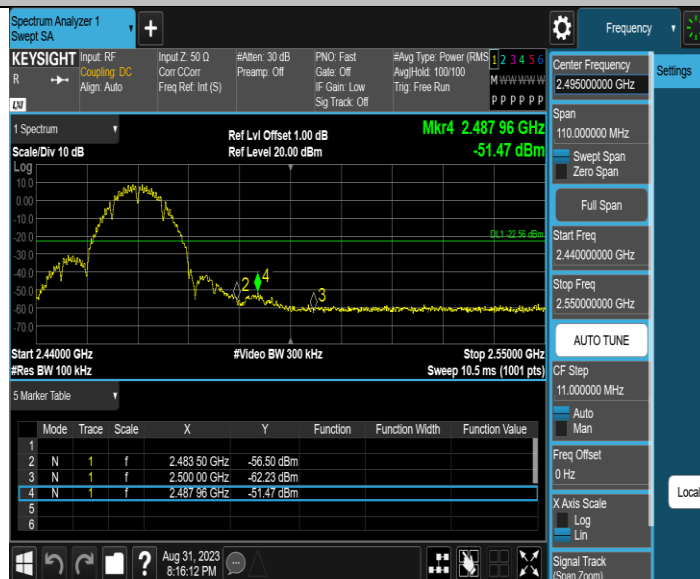 Spectrum Analyzer 1
Swept SA
+
Frequency
KEYSIGHT
R
LXI
Input: RF
Coupling: DC
Align: Auto
Input Z: 50 Ω
Corr CCorr
Freq Ref: Int (S)
#Atten: 30 dB
Preamp: Off
PNO: Fast
Gate: Off
IF Gain: Low
Sig Track: Off
#Avg Type: Power (RMS
Avg|Hold: 100/100
Trig: Free Run
1 2 3 4 5 6
M W W W W W
P P P P P P
Center Frequency
2.495000000 GHz
Settings
Span
110.000000 MHz
Swept Span
Zero Span
Full Span
Start Freq
2.440000000 GHz
Stop Freq
2.550000000 GHz
AUTO TUNE
CF Step
11.000000 MHz
Auto
Man
Freq Offset
0 Hz
X Axis Scale
Log
Lin
Signal Track
(Span Zoom)
Local
1 Spectrum
Scale/Div 10 dB
Log
Ref Lvl Offset 1.00 dB
Ref Level 20.00 dBm
Mkr4 2.487 96 GHz
-51.47 dBm
10.0
0.00
-10.0
-20.0
-30.0
-40.0
-50.0
-60.0
-70.0
DL1 -22.56 dBm
2
4
3
Start 2.44000 GHz
#Res BW 100 kHz
#Video BW 300 kHz
Stop 2.55000 GHz
Sweep 10.5 ms (1001 pts)
5 Marker Table
Mode Trace Scale X Y Function Function Width Function Value
1
2 N 1 f 2.483 50 GHz -56.50 dBm
3 N 1 f 2.500 00 GHz -62.23 dBm
4 N 1 f 2.487 96 GHz -51.47 dBm
5
6
?
Aug 31, 2023
8:16:12 PM